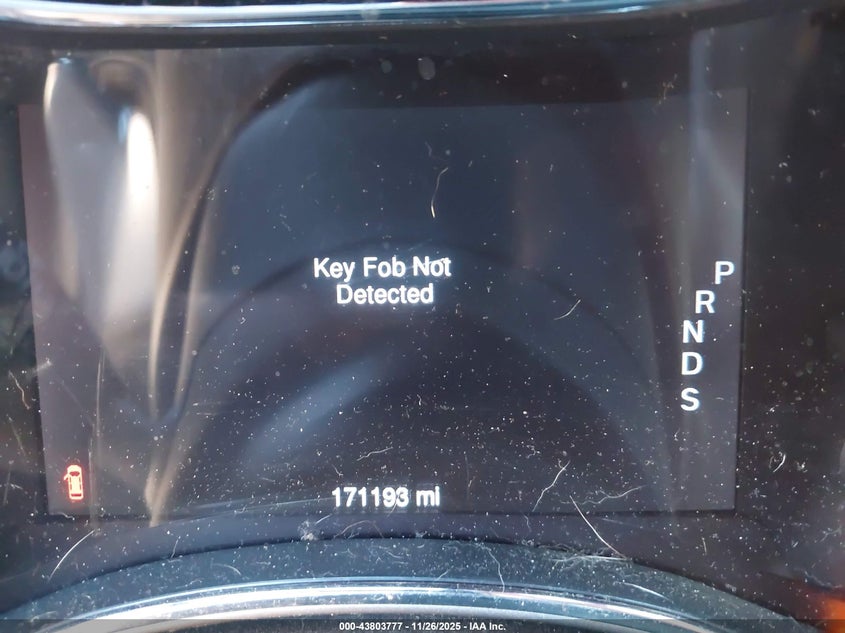 Key Fob Not
Detected
P
R
N
D
S
171193 mi
000-43803777 - 11/26/2025 - IAA Inc.